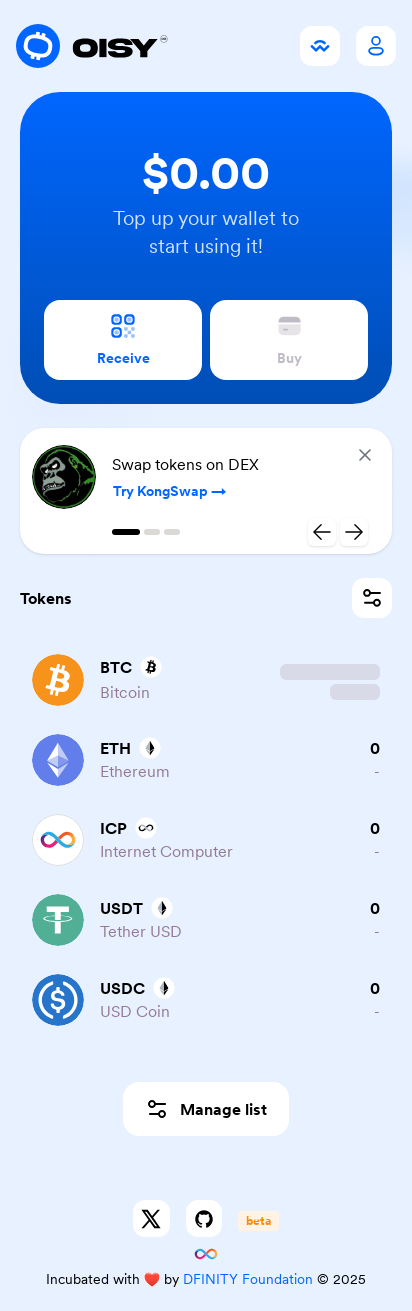 OISY
$0.00
Top up your wallet to
start using it!
Receive
Buy
Swap tokens on DEX
Try KongSwap →
Tokens
BTC
Bitcoin
ETH
0
Ethereum
-
ICP
0
Internet Computer
-
USDT
0
Tether USD
-
USDC
0
USD Coin
-
Manage list
beta
Incubated with ❤️ by DFINITY Foundation © 2025